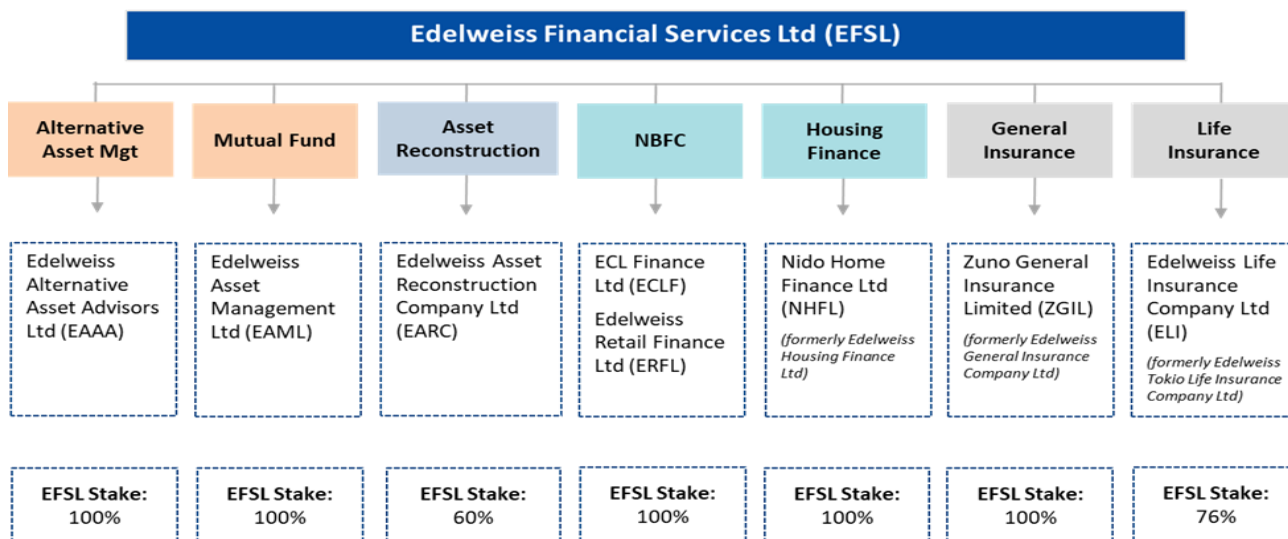 Edelweiss Financial Services Ltd (EFSL)
Alternative
Asset Mgt
Mutual Fund
Asset
Reconstruction
NBFC
Housing
Finance
General
Insurance
Life
Insurance
Edelweiss
Alternative
Asset Advisors
Ltd (EAAA)
Edelweiss
Asset
Management
Ltd (EAML)
Edelweiss Asset
Reconstruction
Company Ltd (EARC)
ECL Finance
Ltd (ECLF)
Edelweiss
Retail Finance
Ltd (ERFL)
Nido Home
Finance Ltd
(NHFL)
(formerly Edelweiss
Housing Finance
Ltd)
Zuno General
Insurance
Limited (ZGIL)
(formerly Edelweiss
General Insurance
Company Ltd)
Edelweiss Life
Insurance
Company Ltd
(ELI)
(formerly Edelweiss
Tokio Life Insurance
Company Ltd)
EFSL Stake:
100%
EFSL Stake:
100%
EFSL Stake:
60%
EFSL Stake:
100%
EFSL Stake:
100%
EFSL Stake:
100%
EFSL Stake:
76%